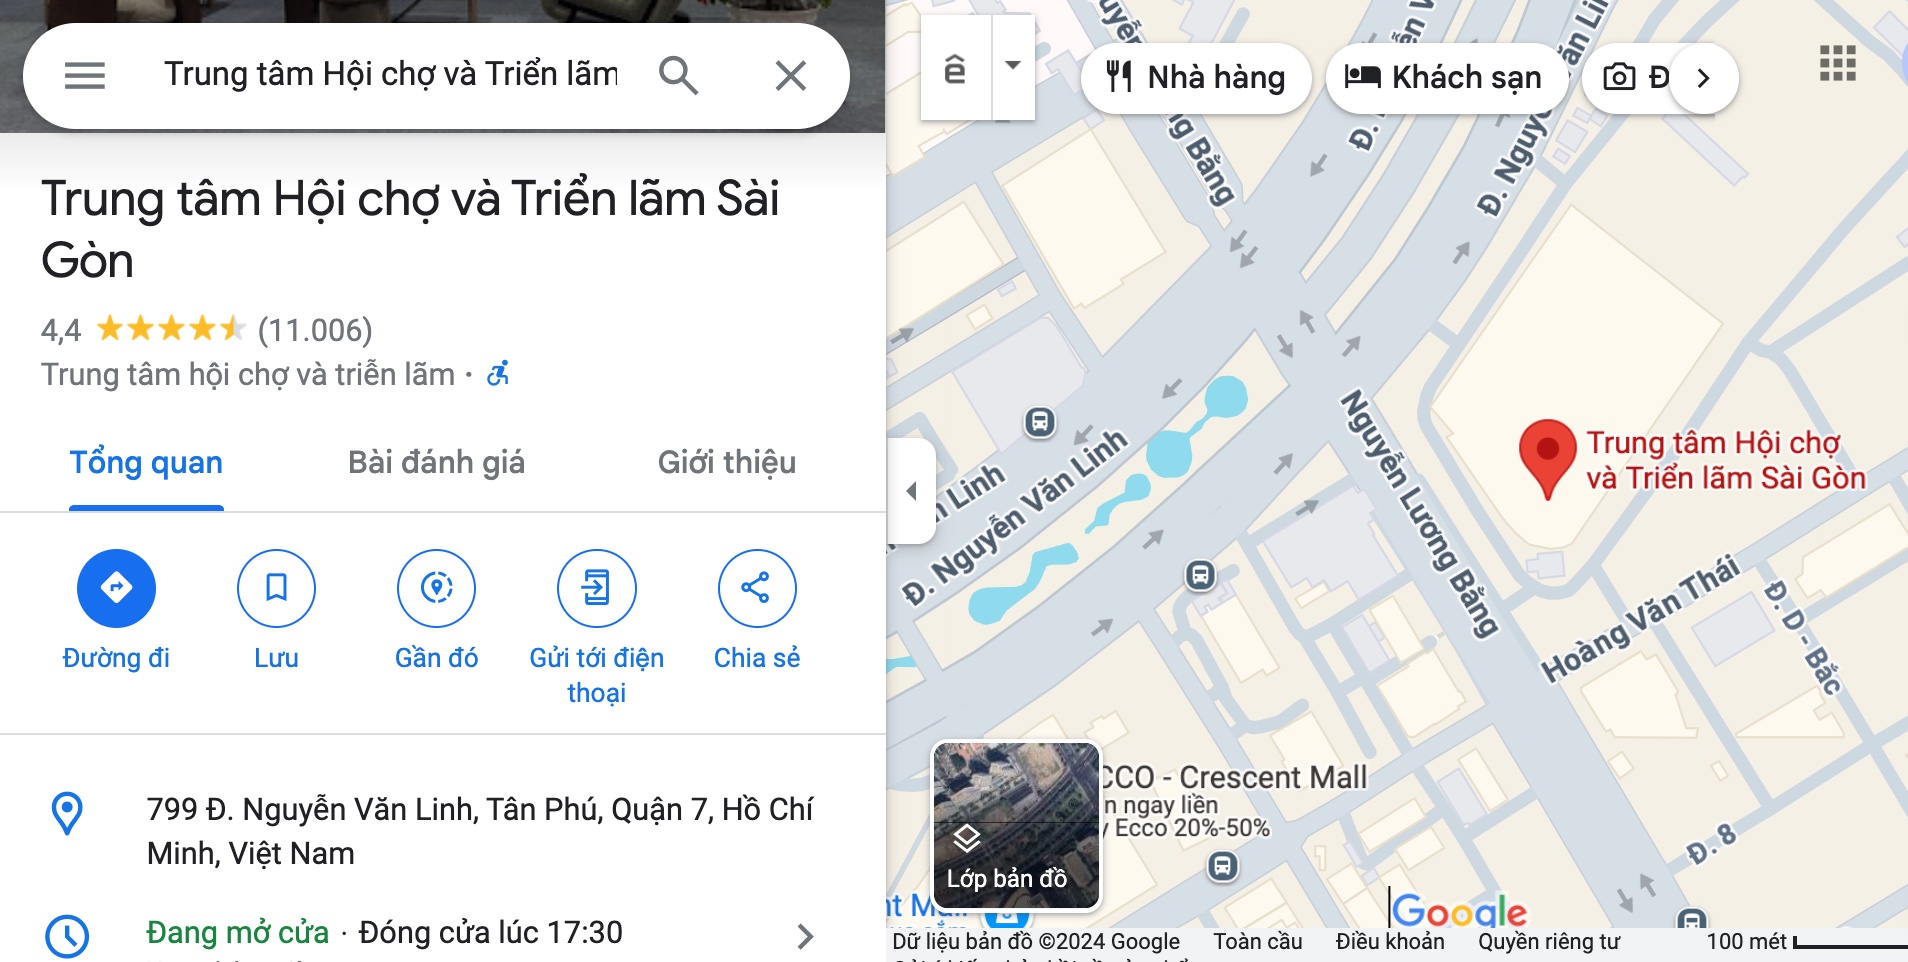 Trung tâm Hội chợ và Triển lãm
Trung tâm Hội chợ và Triển lãm Sài
Gòn
4,4
(11.006)
Trung tâm hội chợ và triển lãm ·
Tổng quan
Bài đánh giá
Giới thiệu
Đường đi
Lưu
Gần đó
Gửi tới điện
thoại
Chia sẻ
799 Đ. Nguyễn Văn Linh, Tân Phú, Quận 7, Hồ Chí
Minh, Việt Nam
Đang mở cửa · Đóng cửa lúc 17:30
ê
Nhà hàng
Khách sạn
Đ
Bằng
Đ. Nguyễn Văn Linh
Linh
Nguyễn Lương Bằng
Trung tâm Hội chợ
và Triển lãm Sài Gòn
Hoàng Văn Thái
Đ. D - Bắc
Đ. 8
CCO - Crescent Mall
n ngay liền
Ecco 20%-50%
Lớp bản đồ
Google
Dữ liệu bản đồ ©2024 Google
Toàn cầu
Điều khoản
Quyền riêng tư
100 mét